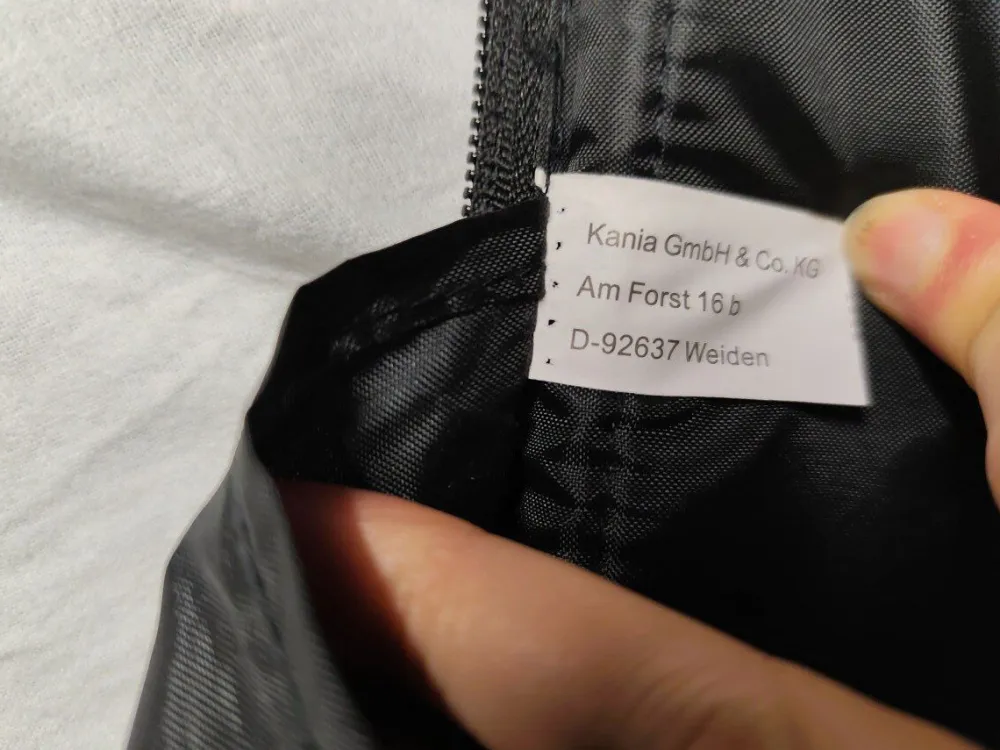 Kania GmbH & Co. KG
Am Forst 16 b
D-92637 Weiden